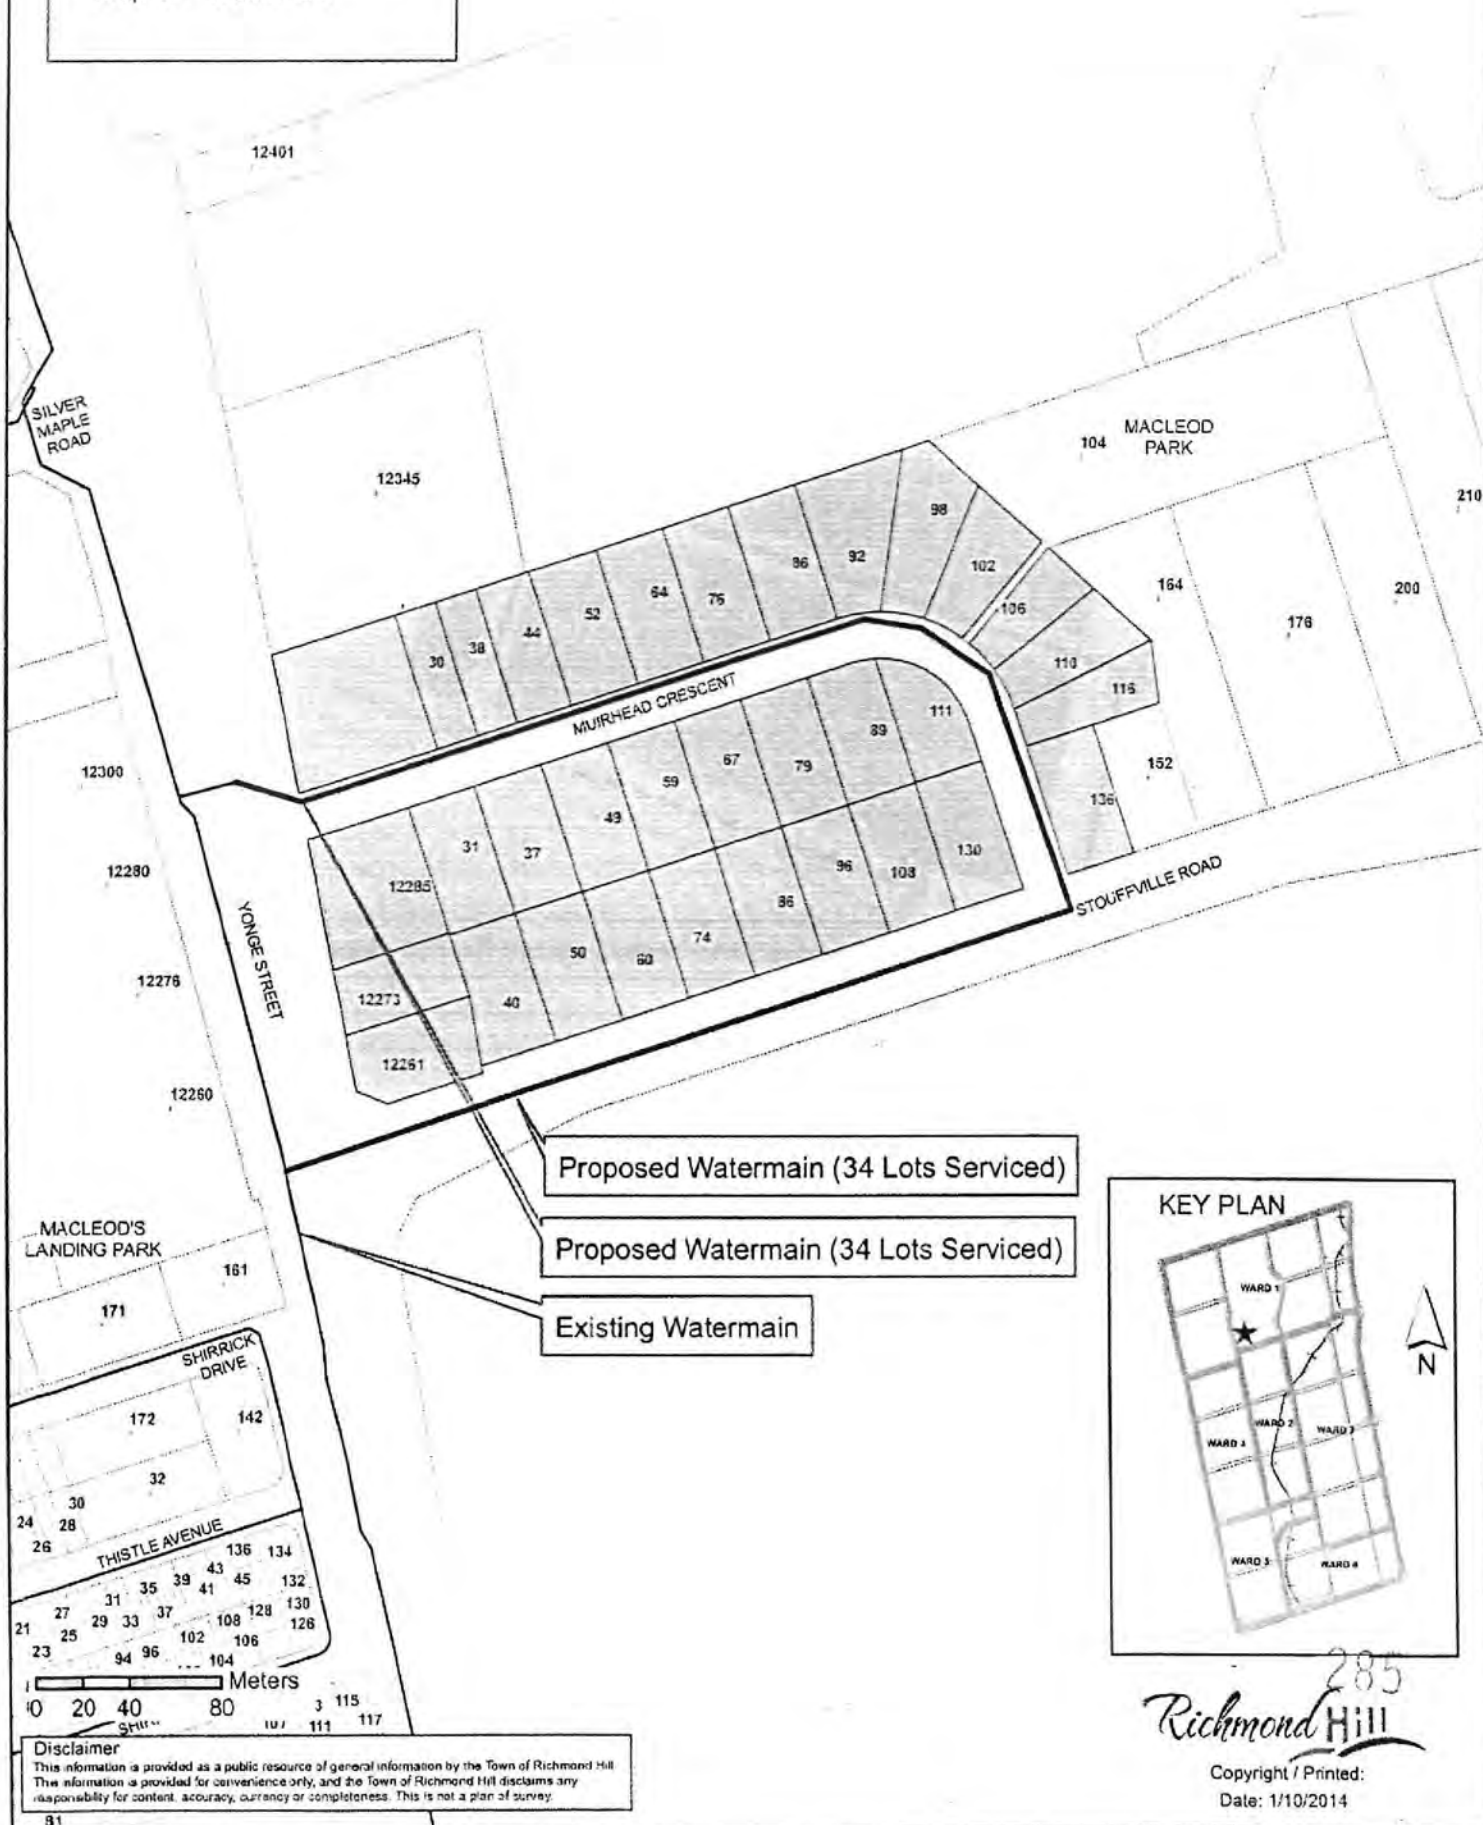 12401
SILVER
MAPLE
ROAD
12345
104
MACLEOD
PARK
210
98
92
86
102
76
64
52
44
38
30
106
164
200
176
110
116
MUIRHEAD CRESCENT
111
89
67
79
59
152
136
12300
49
31
37
130
96
108
12285
12280
86
STOUFFVILLE ROAD
YONGE STREET
74
50
60
12276
12273
40
12261
12260
Proposed Watermain (34 Lots Serviced)
Proposed Watermain (34 Lots Serviced)
Existing Watermain
MACLEOD'S
LANDING PARK
161
171
SHIRRICK
DRIVE
172
142
32
30
24
28
26
THISTLE AVENUE
136 134
43
39
35
41
45
132
31
27
37
128
130
21
29
33
108
126
25
102
106
23
94
96
104
Meters
0 20 40 80
3
115
111
117
KEY PLAN
WARD 1
N
WARD 2
WARD 5
WARD 6
285
Richmond Hill
Copyright / Printed:
Date: 1/10/2014
Disclaimer
This information is provided as a public resource of general information by the Town of Richmond Hill
This information is provided for convenience only, and the Town of Richmond Hill disclaims any
responsibility for content, accuracy, currency or completeness. This is not a plan of survey.
81